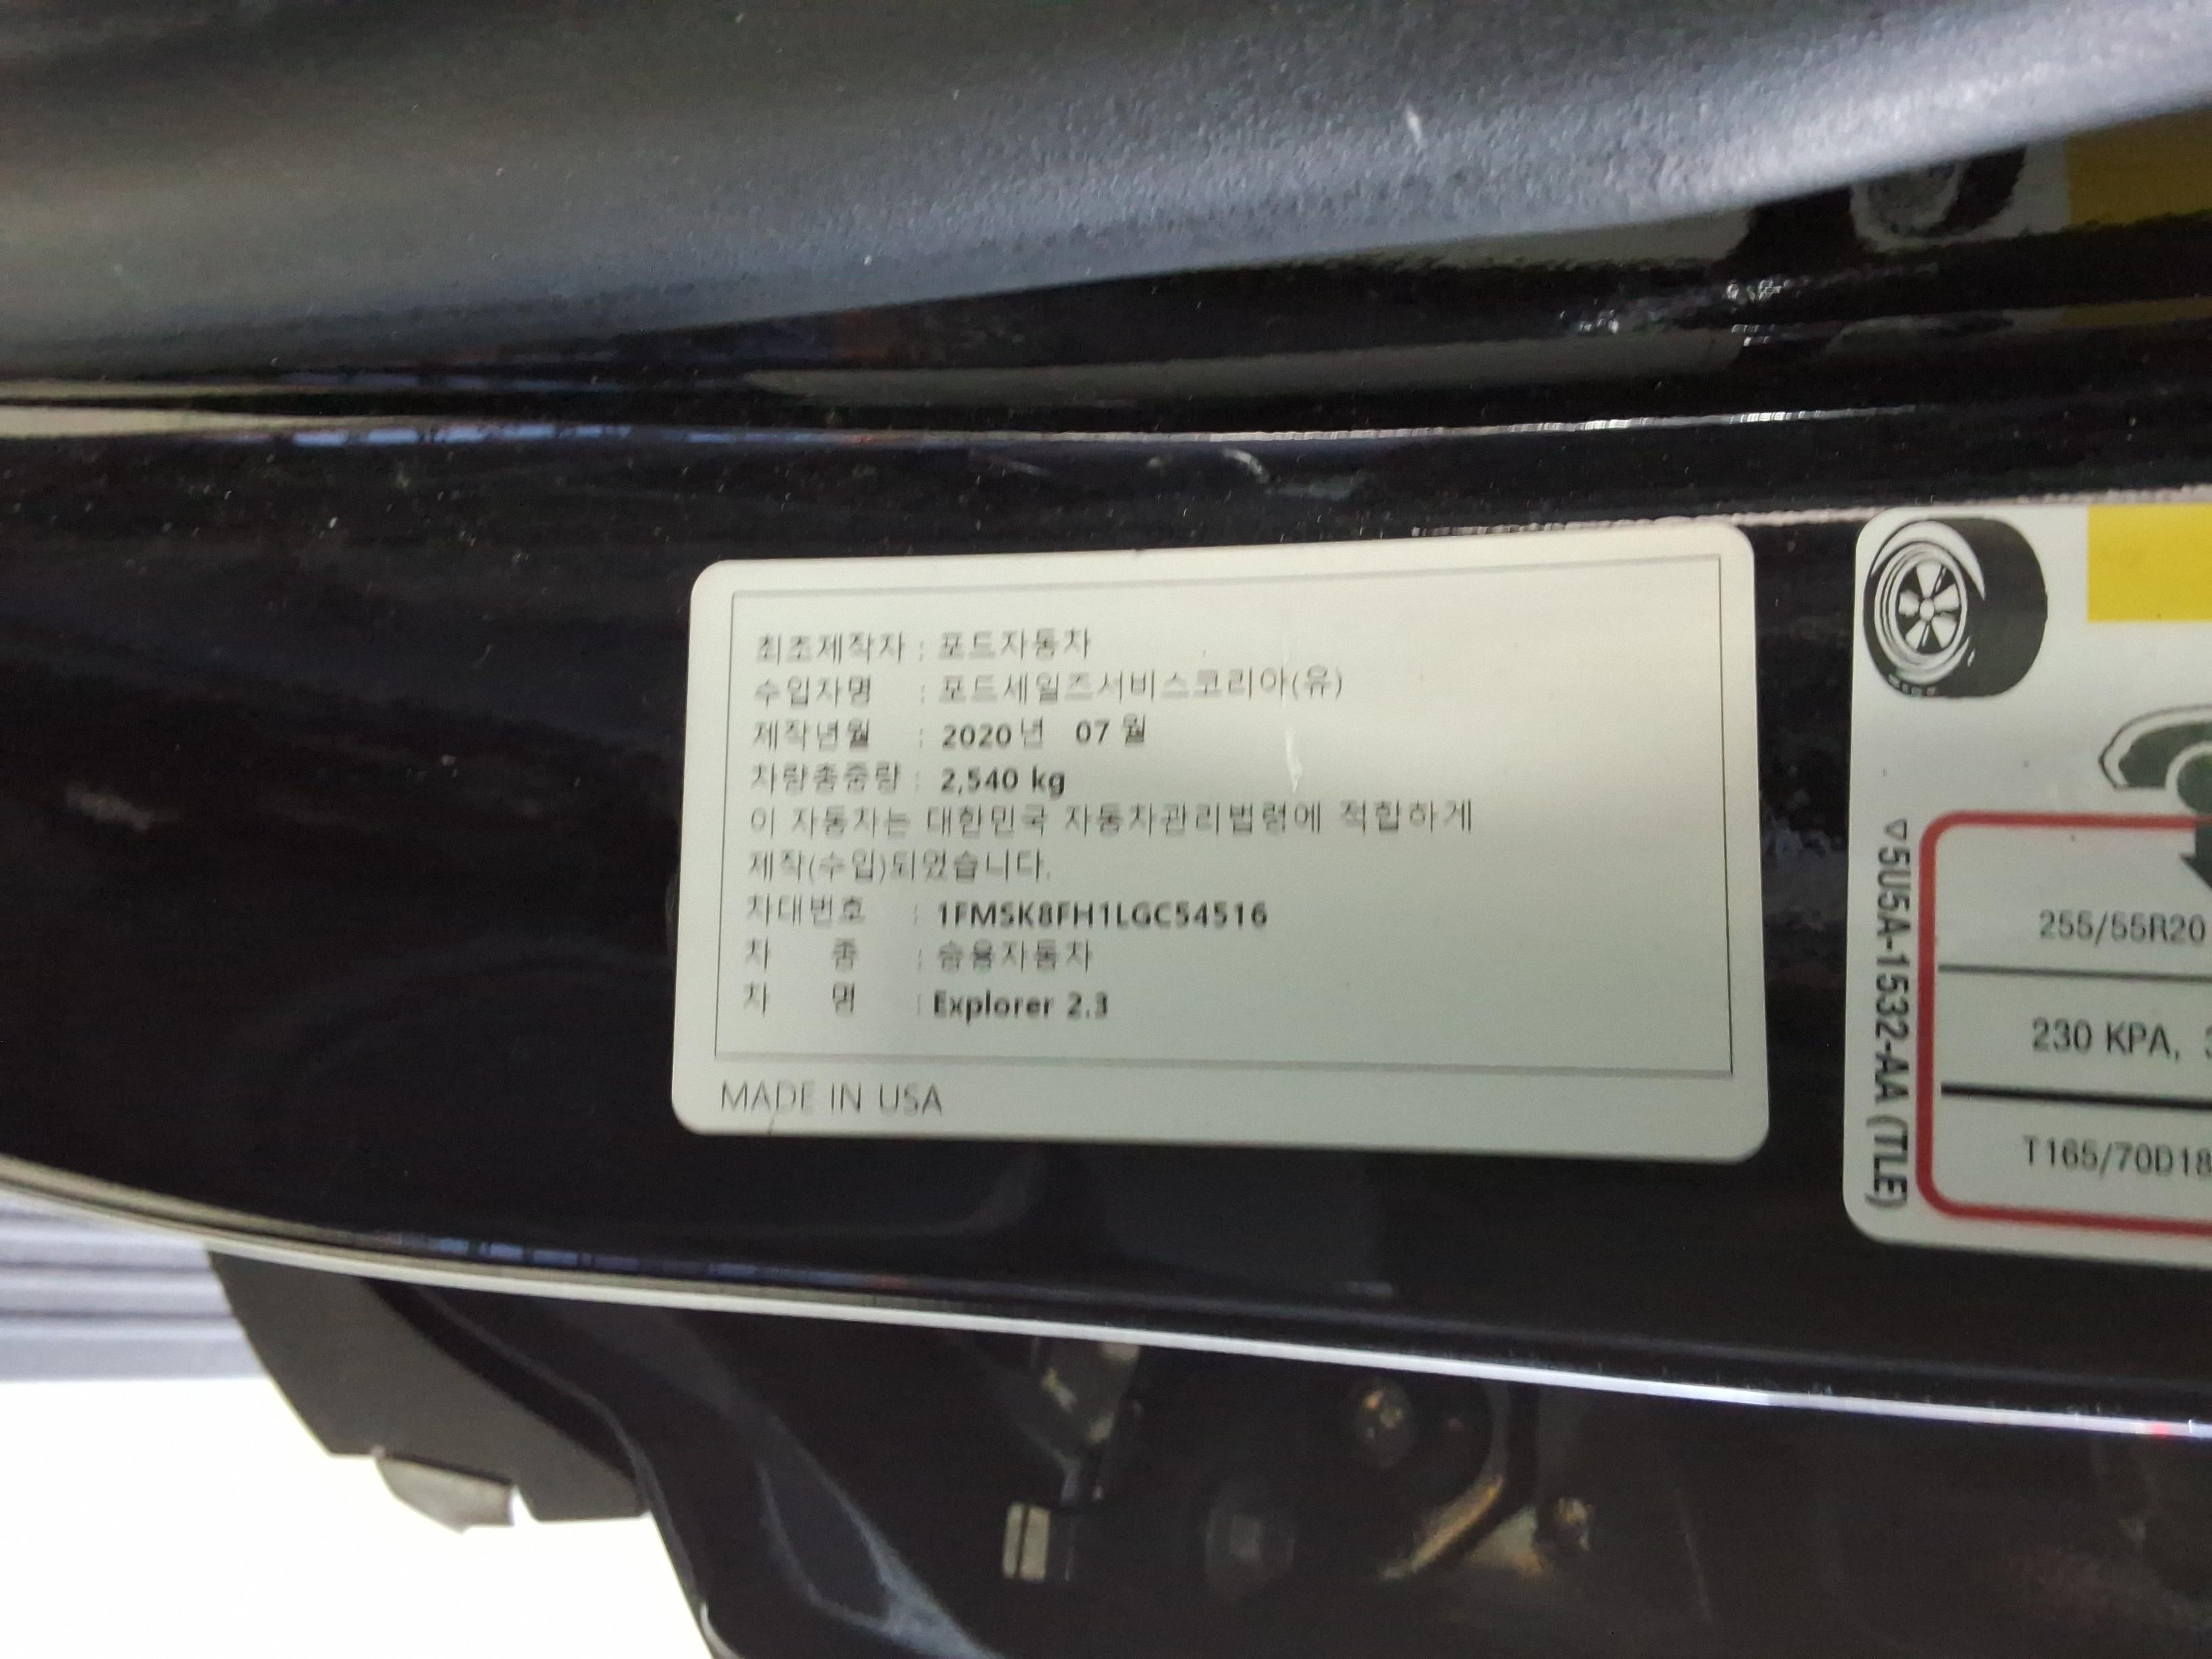 최초제작자 : 포드자동차
수입자명 : 포드세일즈서비스코리아(유)
제작년월 : 2020년 07월
차량총중량 : 2,540 kg
이 자동차는 대한민국 자동차관리법령에 적합하게
제작(수입)되었습니다.
차대번호 : 1FMSK8FH1LGC54516
차 종 : 승용자동차
차 명 : Explorer 2.3
MADE IN USA
▽5U5A-1532-AA (TLE)
255/55R20
230 KPA,
T165/70D18